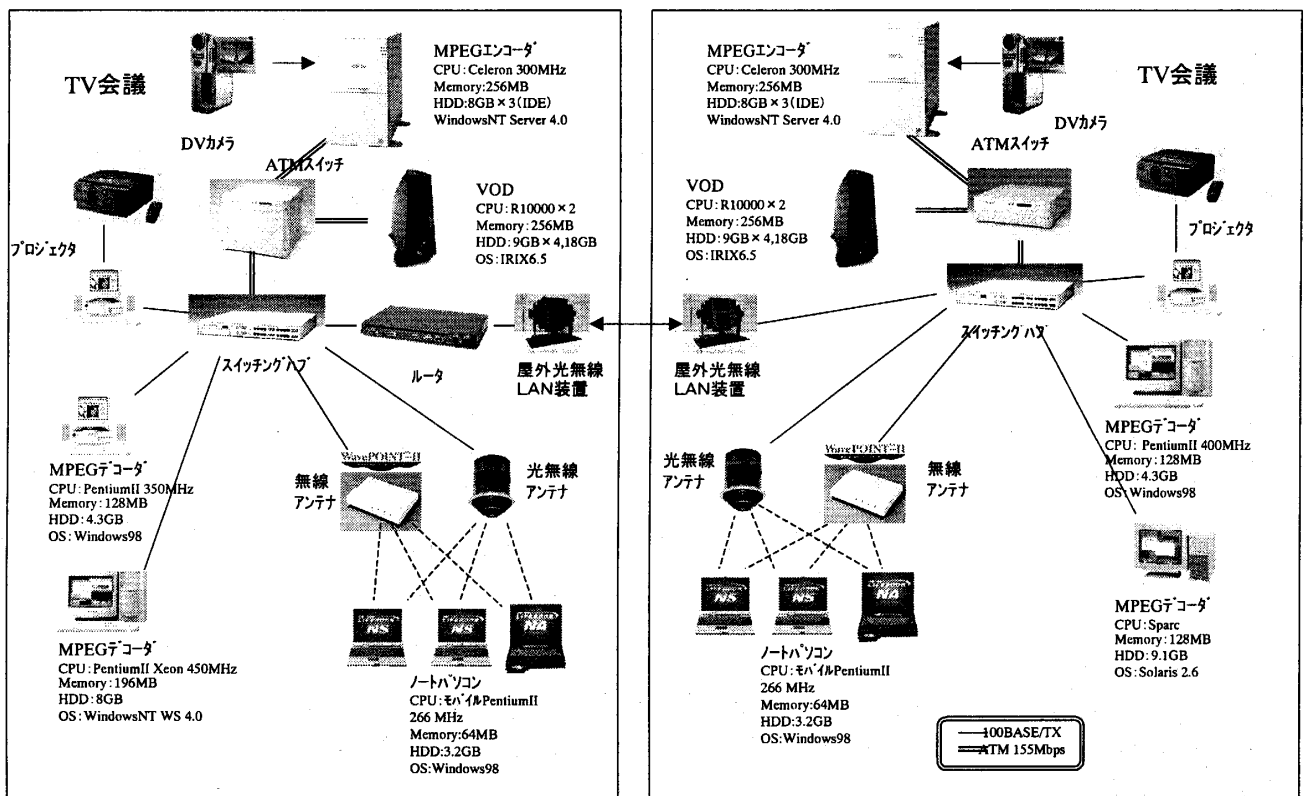 TV会議
DVカメラ
MPEGエンコーダ
CPU:Celeron 300MHz
Memory:256MB
HDD:8GB×3(IDE)
WindowsNT Server 4.0
ATMスイッチ
VOD
CPU:R10000×2
Memory:256MB
HDD:9GB×4,18GB
OS:IRIX6.5
プロジェクタ
スイッチングハブ
ルータ
屋外光無線
LAN装置
MPEGデコーダ
CPU:PentiumII 350MHz
Memory:128MB
HDD:4.3GB
OS:Windows98
WavePOINT-II
無線
アンテナ
光無線
アンテナ
MPEGデコーダ
CPU:PentiumII Xeon 450MHz
Memory:196MB
HDD:8GB
OS:WindowsNT WS 4.0
NS
NS
NA
ノートパソコン
CPU:モバイルPentiumII
266 MHz
Memory:64MB
HDD:3.2GB
OS:Windows98
MPEGエンコーダ
CPU:Celeron 300MHz
Memory:256MB
HDD:8GB×3(IDE)
WindowsNT Server 4.0
TV会議
DVカメラ
ATMスイッチ
VOD
CPU:R10000×2
Memory:256MB
HDD:9GB×4,18GB
OS:IRIX6.5
プロジェクタ
スイッチングハブ
屋外光無線
LAN装置
MPEGデコーダ
CPU: PentiumII 400MHz
Memory:128MB
HDD:4.3GB
OS:Windows98
光無線
アンテナ
WavePOINT-II
無線
アンテナ
MPEGデコーダ
CPU:Sparc
Memory:128MB
HDD:9.1GB
OS:Solaris 2.6
NS
NS
NA
ノートパソコン
CPU:モバイルPentiumII
266 MHz
Memory:64MB
HDD:3.2GB
OS:Windows98
100BASE/TX
ATM 155Mbps